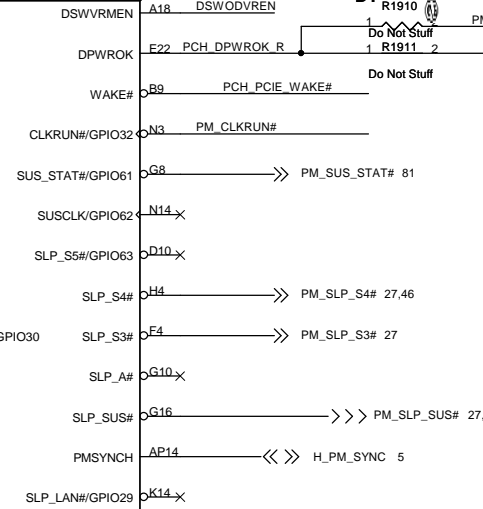 R1910
DSWVRMEN A18 DSWODVREN
1 2
Do Not Stuff
DPWROK E22 PCH_DPWROK_R 1 R1911 2
Do Not Stuff
WAKE# B9 PCH_PCIE_WAKE#
CLKRUN#/GPIO32 N3 PM_CLKRUN#
SUS_STAT#/GPIO61 G8 PM_SUS_STAT# 81
SUSCLK/GPIO62 N14
SLP_S5#/GPIO63 D10
SLP_S4# H4 PM_SLP_S4# 27,46
GPIO30 SLP_S3# F4 PM_SLP_S3# 27
SLP_A# G10
SLP_SUS# G16 PM_SLP_SUS# 27,
PMSYNCH AP14 H_PM_SYNC 5
SLP_LAN#/GPIO29 K14